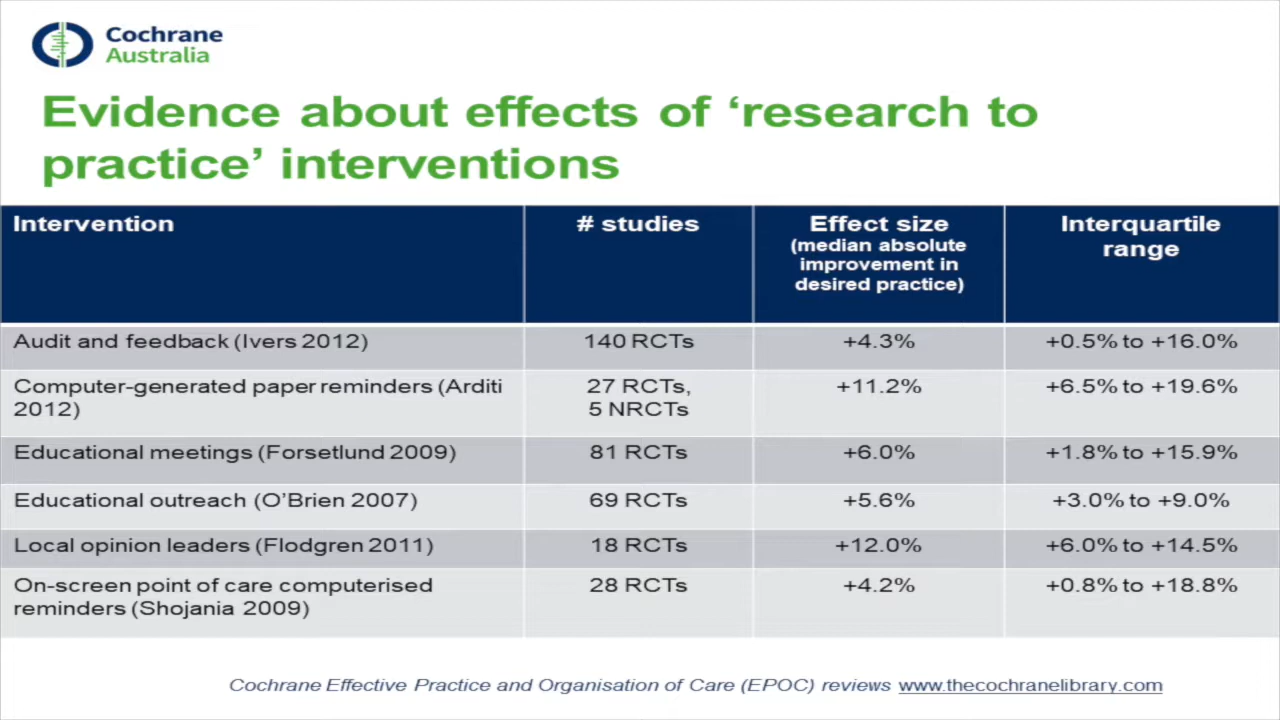 Cochrane
Australia
Evidence about effects of ‘research to
practice’ interventions
Intervention
# studies
Effect size
(median absolute
improvement in
desired practice)
Interquartile
range
Audit and feedback (Ivers 2012)
140 RCTs
+4.3%
+0.5% to +16.0%
Computer-generated paper reminders (Arditi
2012)
27 RCTs,
5 NRCTs
+11.2%
+6.5% to +19.6%
Educational meetings (Forsetlund 2009)
81 RCTs
+6.0%
+1.8% to +15.9%
Educational outreach (O’Brien 2007)
69 RCTs
+5.6%
+3.0% to +9.0%
Local opinion leaders (Flodgren 2011)
18 RCTs
+12.0%
+6.0% to +14.5%
On-screen point of care computerised
reminders (Shojania 2009)
28 RCTs
+4.2%
+0.8% to +18.8%
Cochrane Effective Practice and Organisation of Care (EPOC) reviews www.thecochranelibrary.com